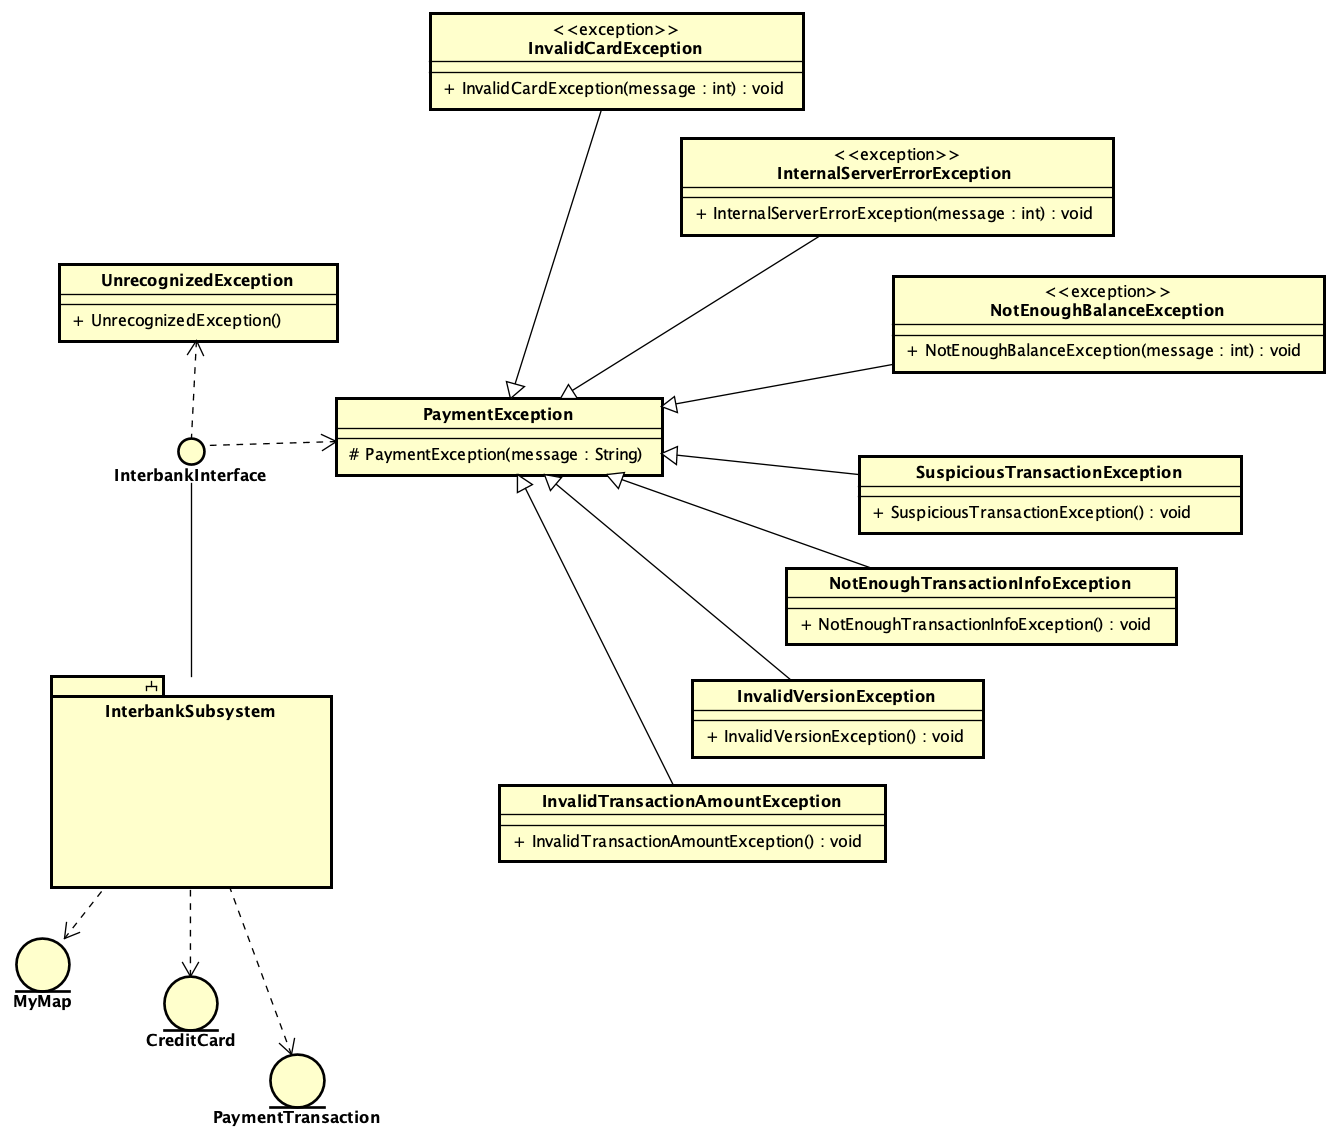 <<exception>>
InvalidCardException
+ InvalidCardException(message : int) : void
<<exception>>
InternalServerErrorException
+ InternalServerErrorException(message : int) : void
UnrecognizedException
+ UnrecognizedException()
<<exception>>
NotEnoughBalanceException
+ NotEnoughBalanceException(message : int) : void
PaymentException
# PaymentException(message : String)
InterbankInterface
SuspiciousTransactionException
+ SuspiciousTransactionException() : void
NotEnoughTransactionInfoException
+ NotEnoughTransactionInfoException() : void
InvalidVersionException
+ InvalidVersionException() : void
InterbankSubsystem
InvalidTransactionAmountException
+ InvalidTransactionAmountException() : void
MyMap
CreditCard
PaymentTransaction